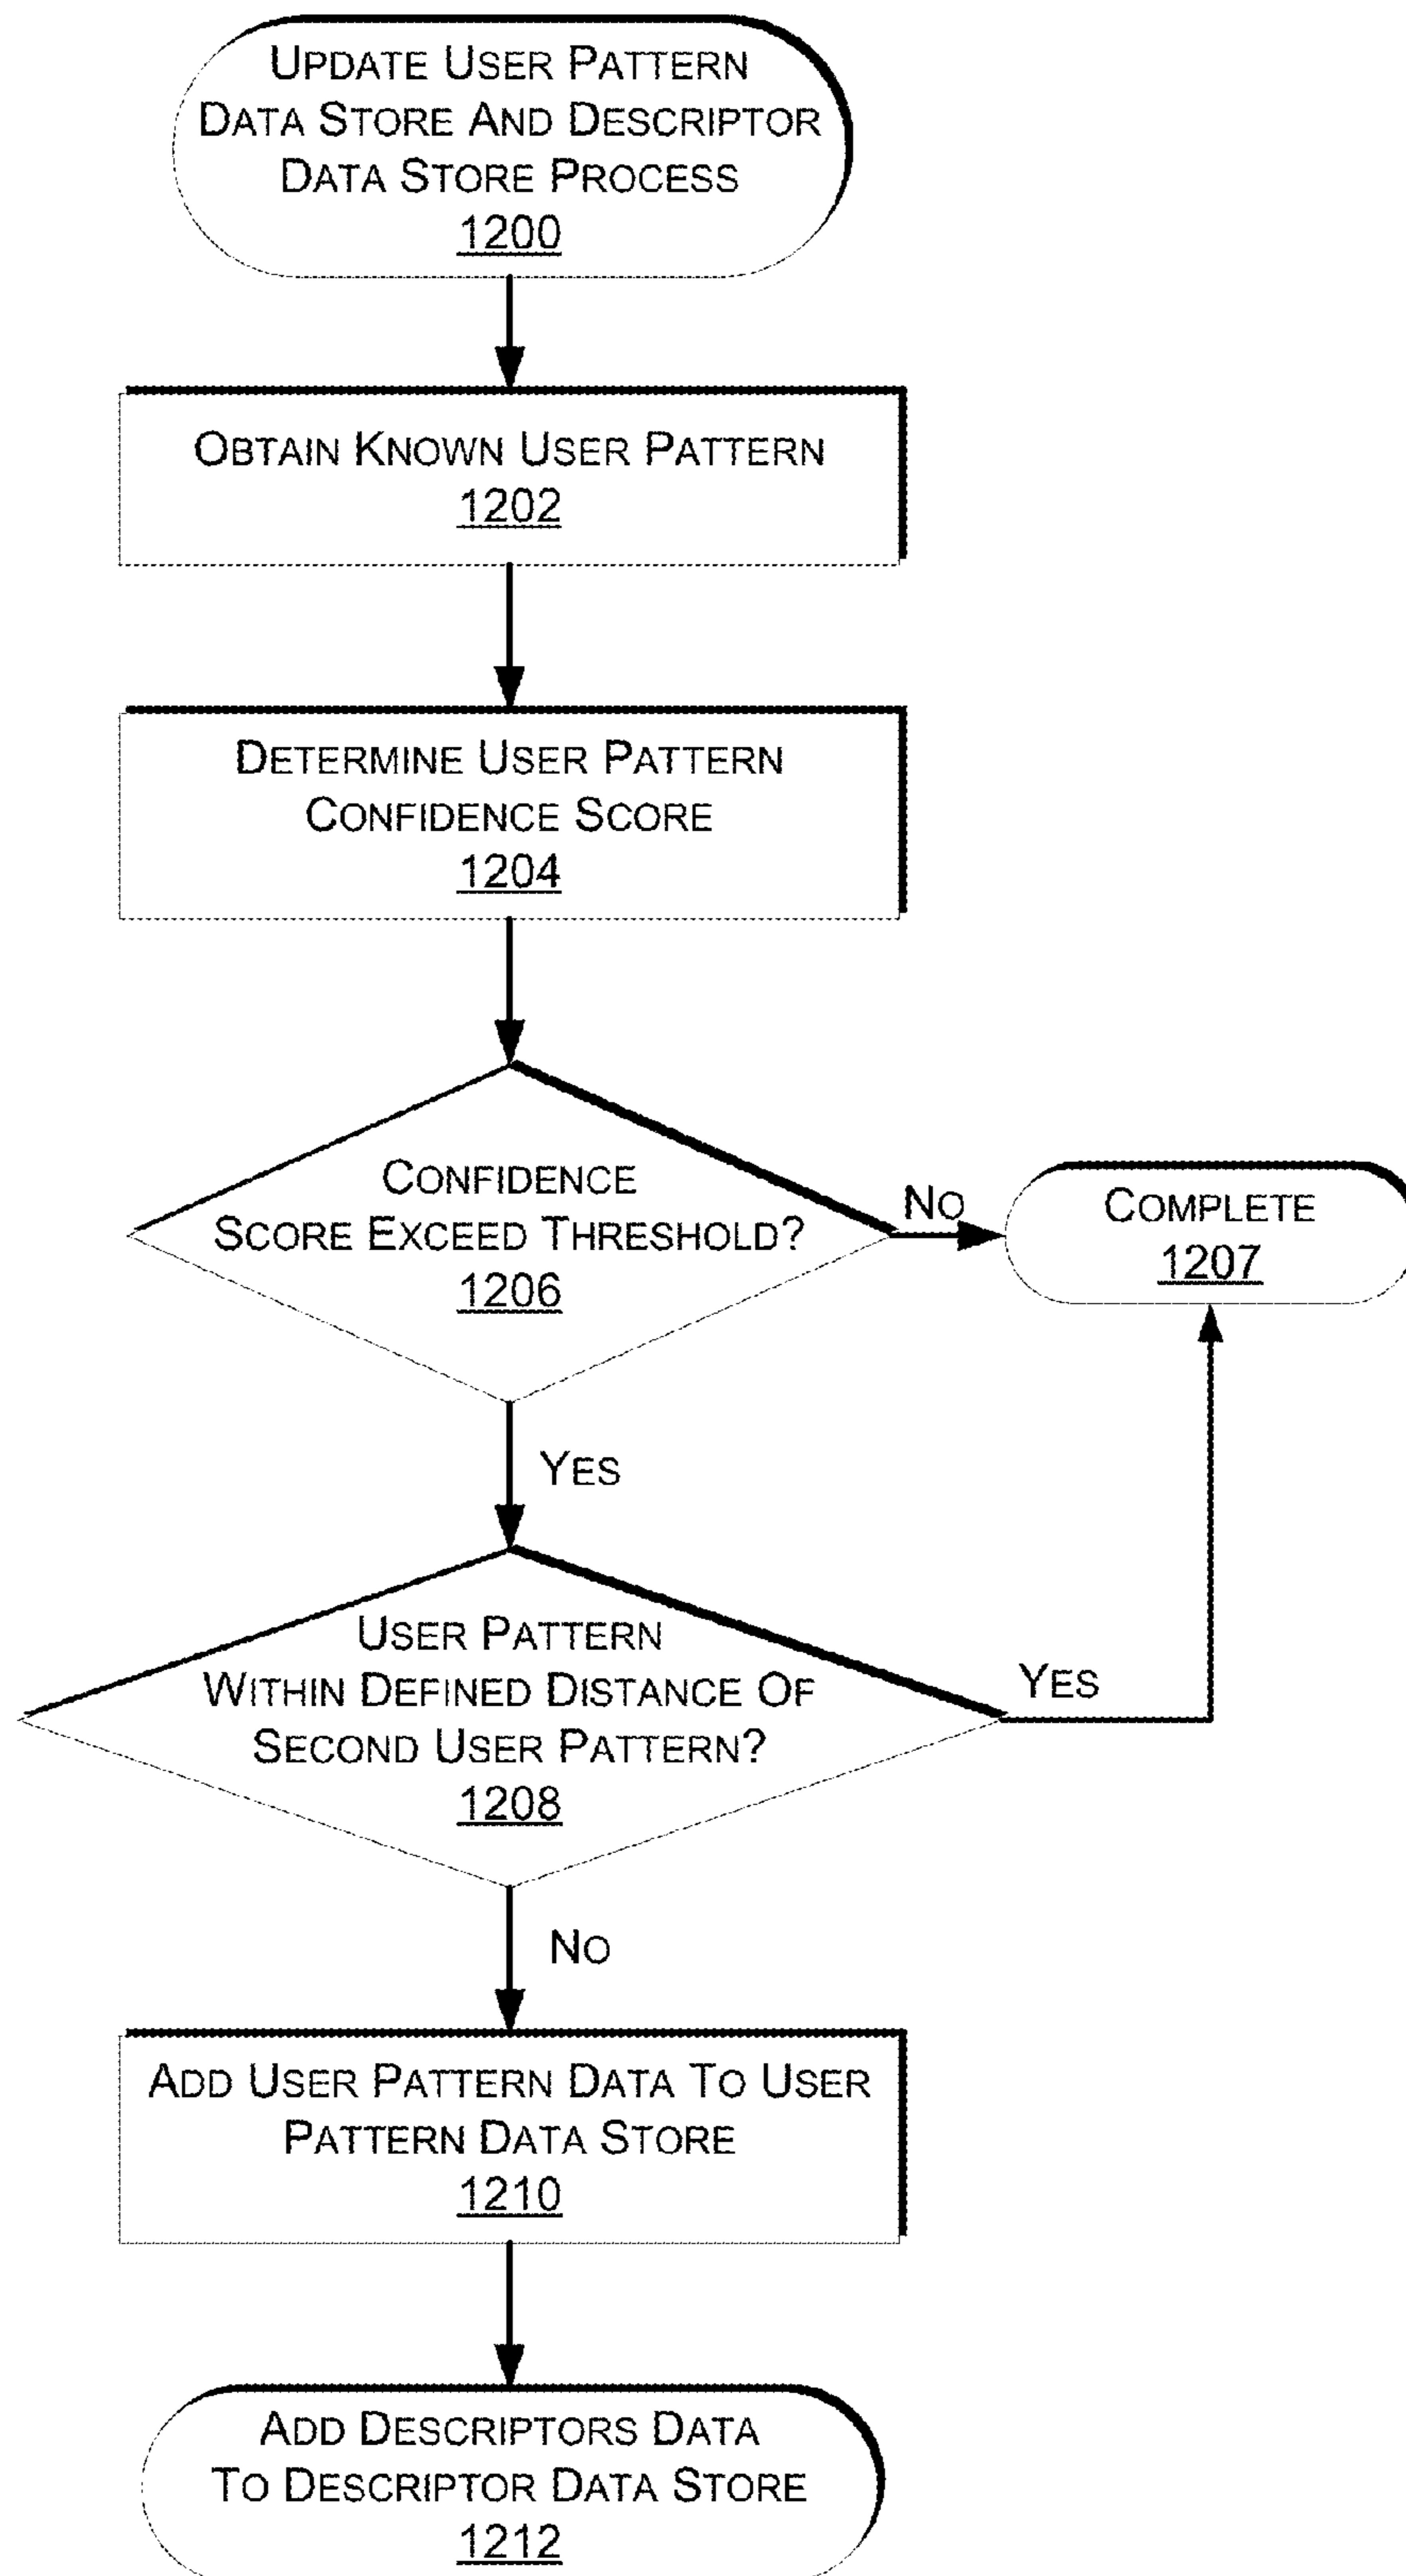 UPDATE USER PATTERN
DATA STORE AND DESCRIPTOR
DATA STORE PROCESS
1200
OBTAIN KNOWN USER PATTERN
1202
DETERMINE USER PATTERN
CONFIDENCE SCORE
1204
CONFIDENCE
SCORE EXCEED THRESHOLD?
1206
NO
COMPLETE
1207
YES
USER PATTERN
WITHIN DEFINED DISTANCE OF
SECOND USER PATTERN?
1208
YES
NO
ADD USER PATTERN DATA TO USER
PATTERN DATA STORE
1210
ADD DESCRIPTORS DATA
TO DESCRIPTOR DATA STORE
1212